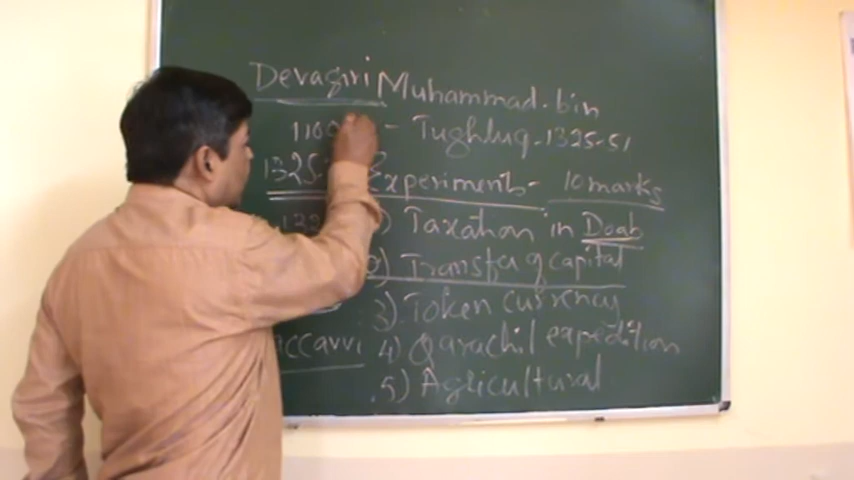 Devagiri Muhammad. bin
1100 - Tughluq - 1325-51
1325- Experiments - 10 marks
Taxation in Doab
2) Transfer of capital
3) Token currency
4) Qarachil expedition
5) Agricultural